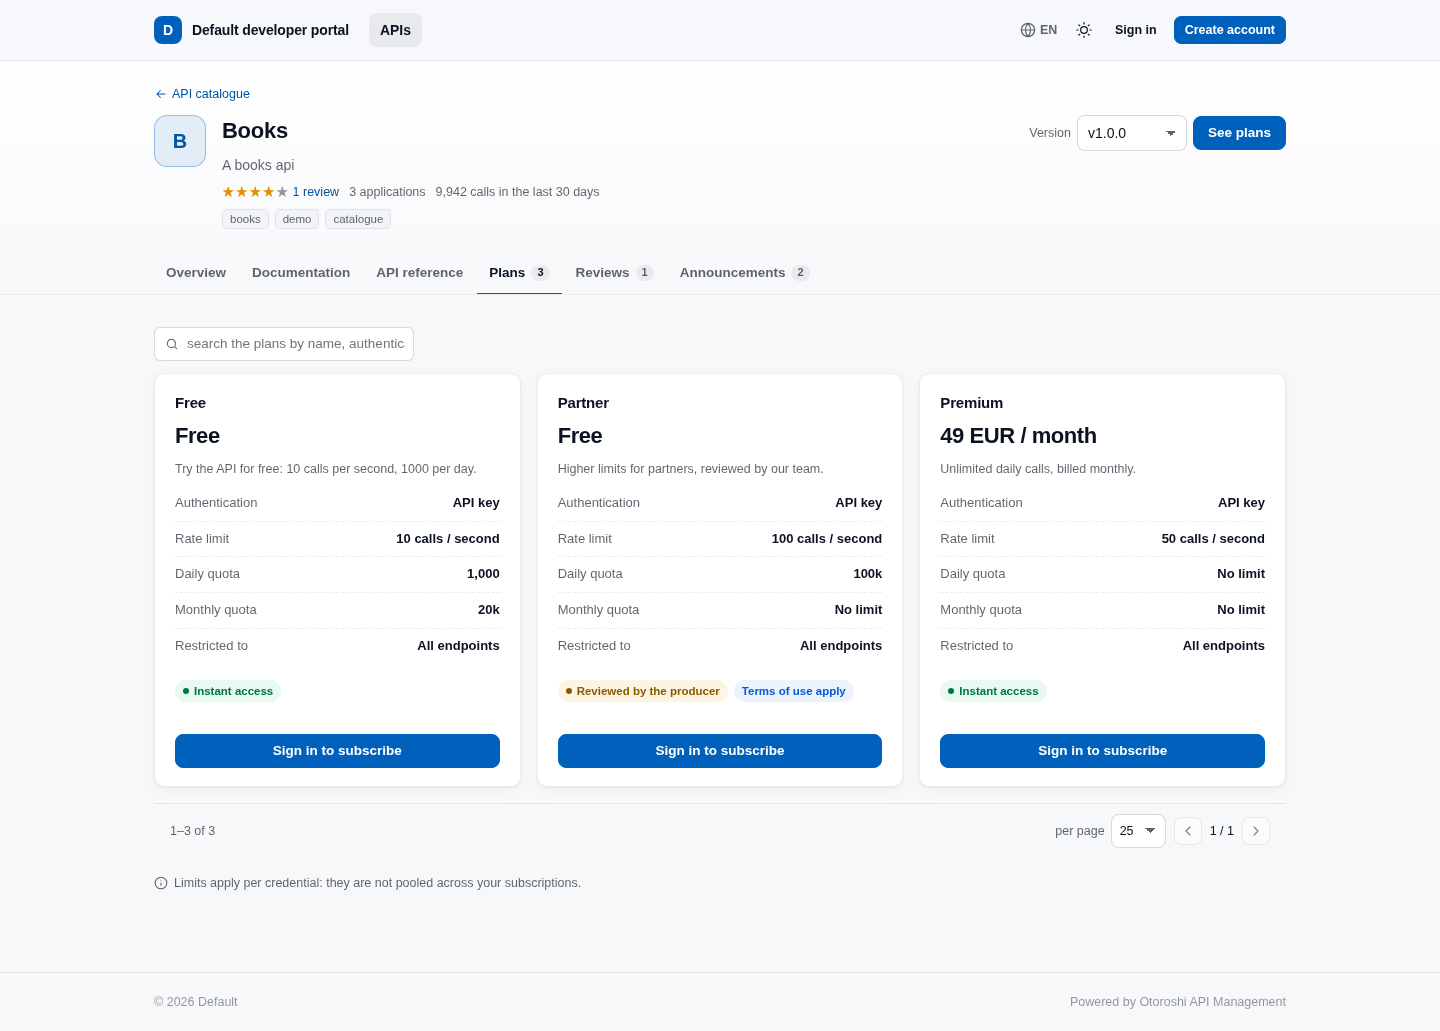 D Default developer portal APIs EN Sign in Create account
API catalogue
B Books Version v1.0.0 See plans
A books api
★★★★★ 1 review 3 applications 9,942 calls in the last 30 days
books demo catalogue
Overview Documentation API reference Plans 3 Reviews 1 Announcements 2
search the plans by name, authentic
Free
Free
Try the API for free: 10 calls per second, 1000 per day.
Authentication API key
Rate limit 10 calls / second
Daily quota 1,000
Monthly quota 20k
Restricted to All endpoints
Instant access
Sign in to subscribe
Partner
Free
Higher limits for partners, reviewed by our team.
Authentication API key
Rate limit 100 calls / second
Daily quota 100k
Monthly quota No limit
Restricted to All endpoints
Reviewed by the producer Terms of use apply
Sign in to subscribe
Premium
49 EUR / month
Unlimited daily calls, billed monthly.
Authentication API key
Rate limit 50 calls / second
Daily quota No limit
Monthly quota No limit
Restricted to All endpoints
Instant access
Sign in to subscribe
1–3 of 3 per page 25 1 / 1
Limits apply per credential: they are not pooled across your subscriptions.
© 2026 Default Powered by Otoroshi API Management